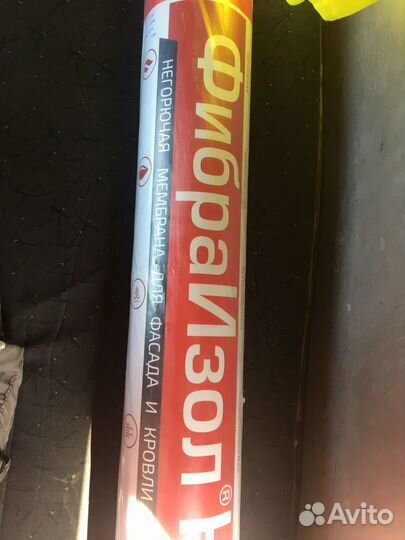 ФибраИзол® Н
НЕГОРЮЧАЯ МЕМБРАНА ДЛЯ ФАСАДА И КРОВЛИ
Avito